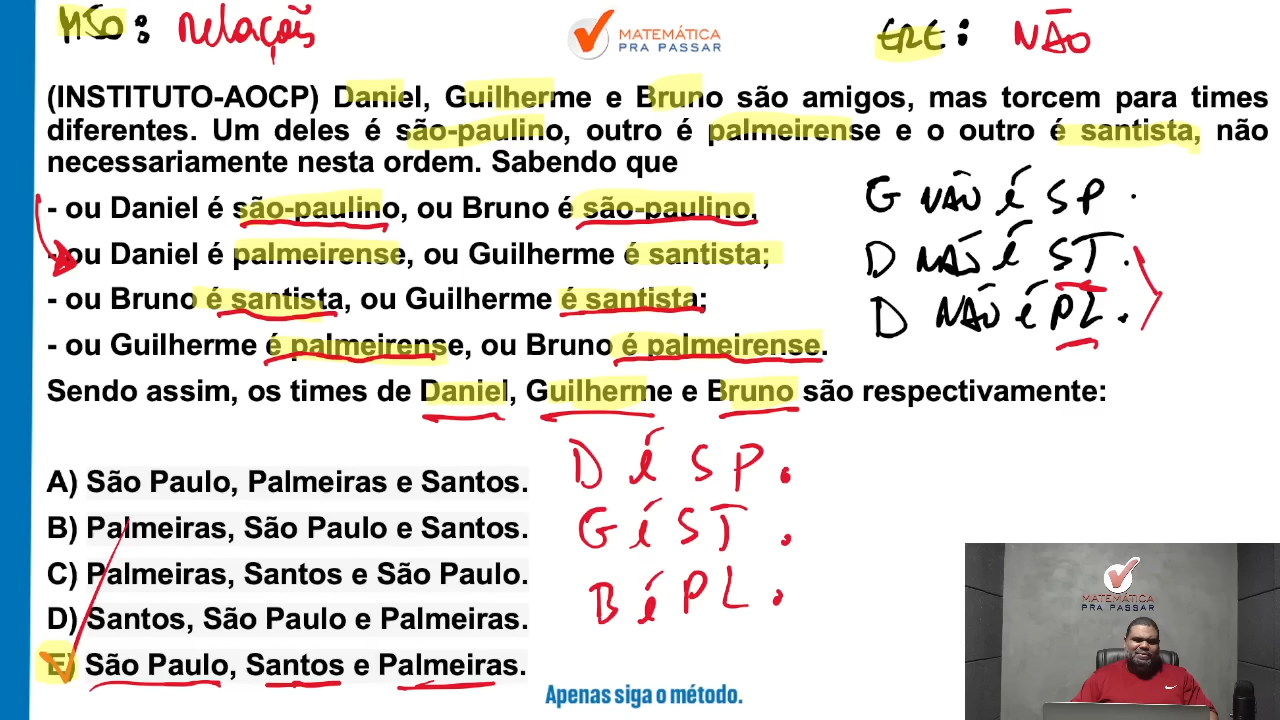 MSO: Relações
MATEMÁTICA
PRA PASSAR
ERE: NÃO
(INSTITUTO-AOCP) Daniel, Guilherme e Bruno são amigos, mas torcem para times
diferentes. Um deles é são-paulino, outro é palmeirense e o outro é santista, não
necessariamente nesta ordem. Sabendo que
- ou Daniel é são-paulino, ou Bruno é são-paulino,
- ou Daniel é palmeirense, ou Guilherme é santista;
- ou Bruno é santista, ou Guilherme é santista;
- ou Guilherme é palmeirense, ou Bruno é palmeirense.
G NÃO É SP.
D NÃO É ST.
D NÃO É PL.
Sendo assim, os times de Daniel, Guilherme e Bruno são respectivamente:
A) São Paulo, Palmeiras e Santos.
B) Palmeiras, São Paulo e Santos.
C) Palmeiras, Santos e São Paulo.
D) Santos, São Paulo e Palmeiras.
E) São Paulo, Santos e Palmeiras.
D É SP.
G É ST.
B É PL.
MATEMÁTICA
PRA PASSAR
Apenas siga o método.